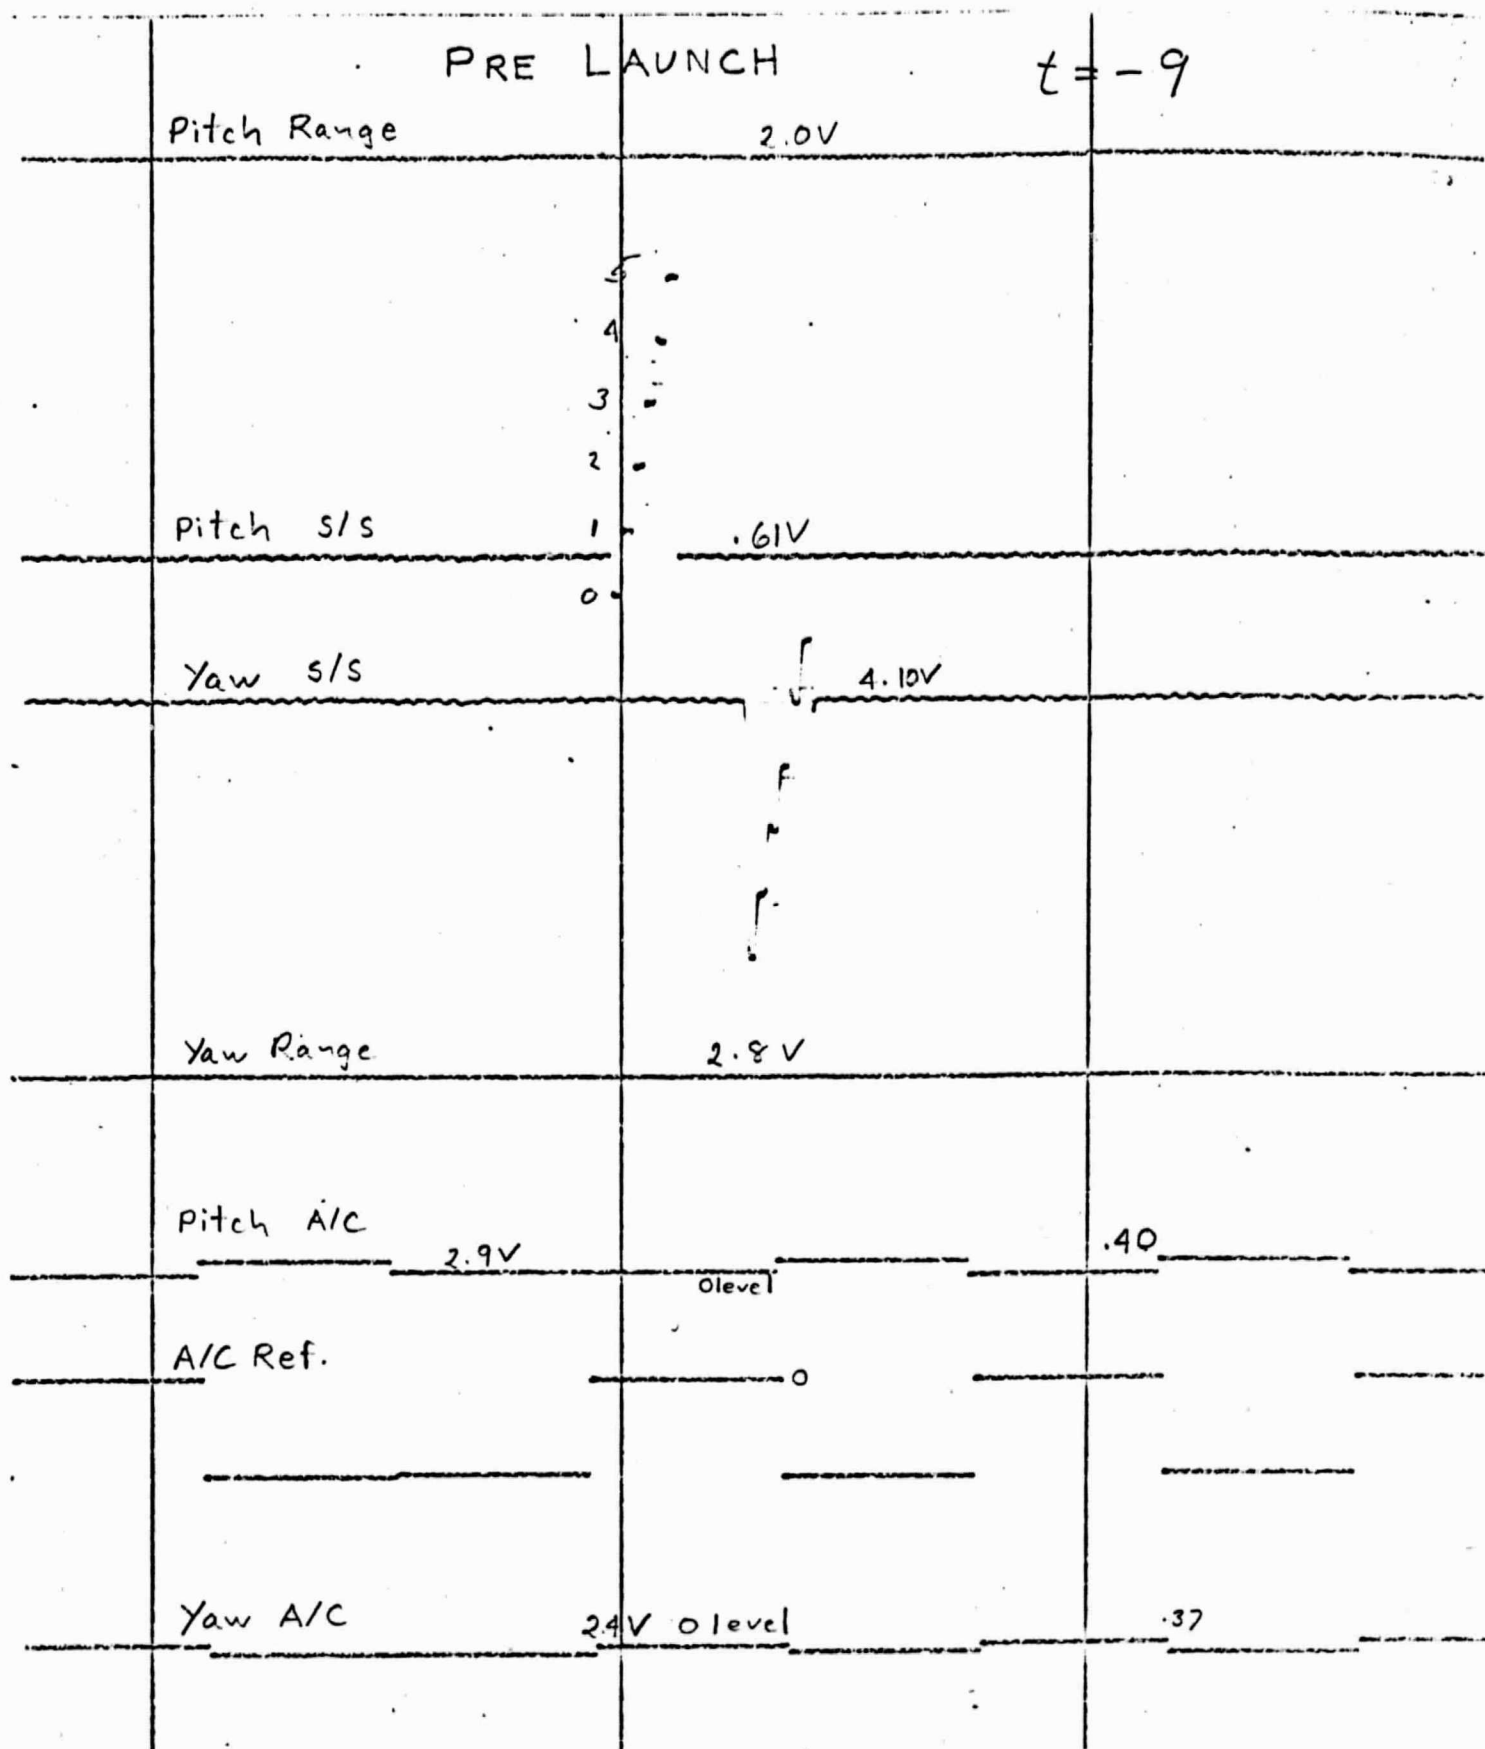 PRE LAUNCH t = -9
Pitch Range 2.0V
5
4
3
2
Pitch S/S 1 .61V
0
Yaw S/S 4.10V
Yaw Range 2.8 V
Pitch A/C
2.9V .40
0 level
A/C Ref.
0
Yaw A/C 2.4V 0 level .37